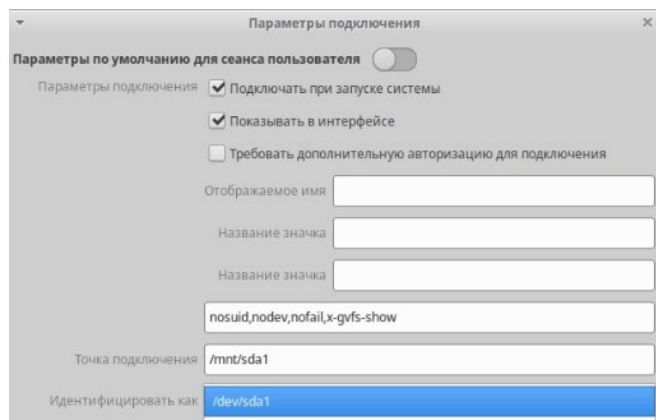 Параметры подключения
Параметры по умолчанию для сеанса пользователя
Параметры подключения Подключать при запуске системы
Показывать в интерфейсе
Требовать дополнительную авторизацию для подключения
Отображаемое имя
Название значка
Название значка
nosuid,nodev,nofail,x-gvfs-show
Точка подключения /mnt/sda1
Идентифицировать как /dev/sda1